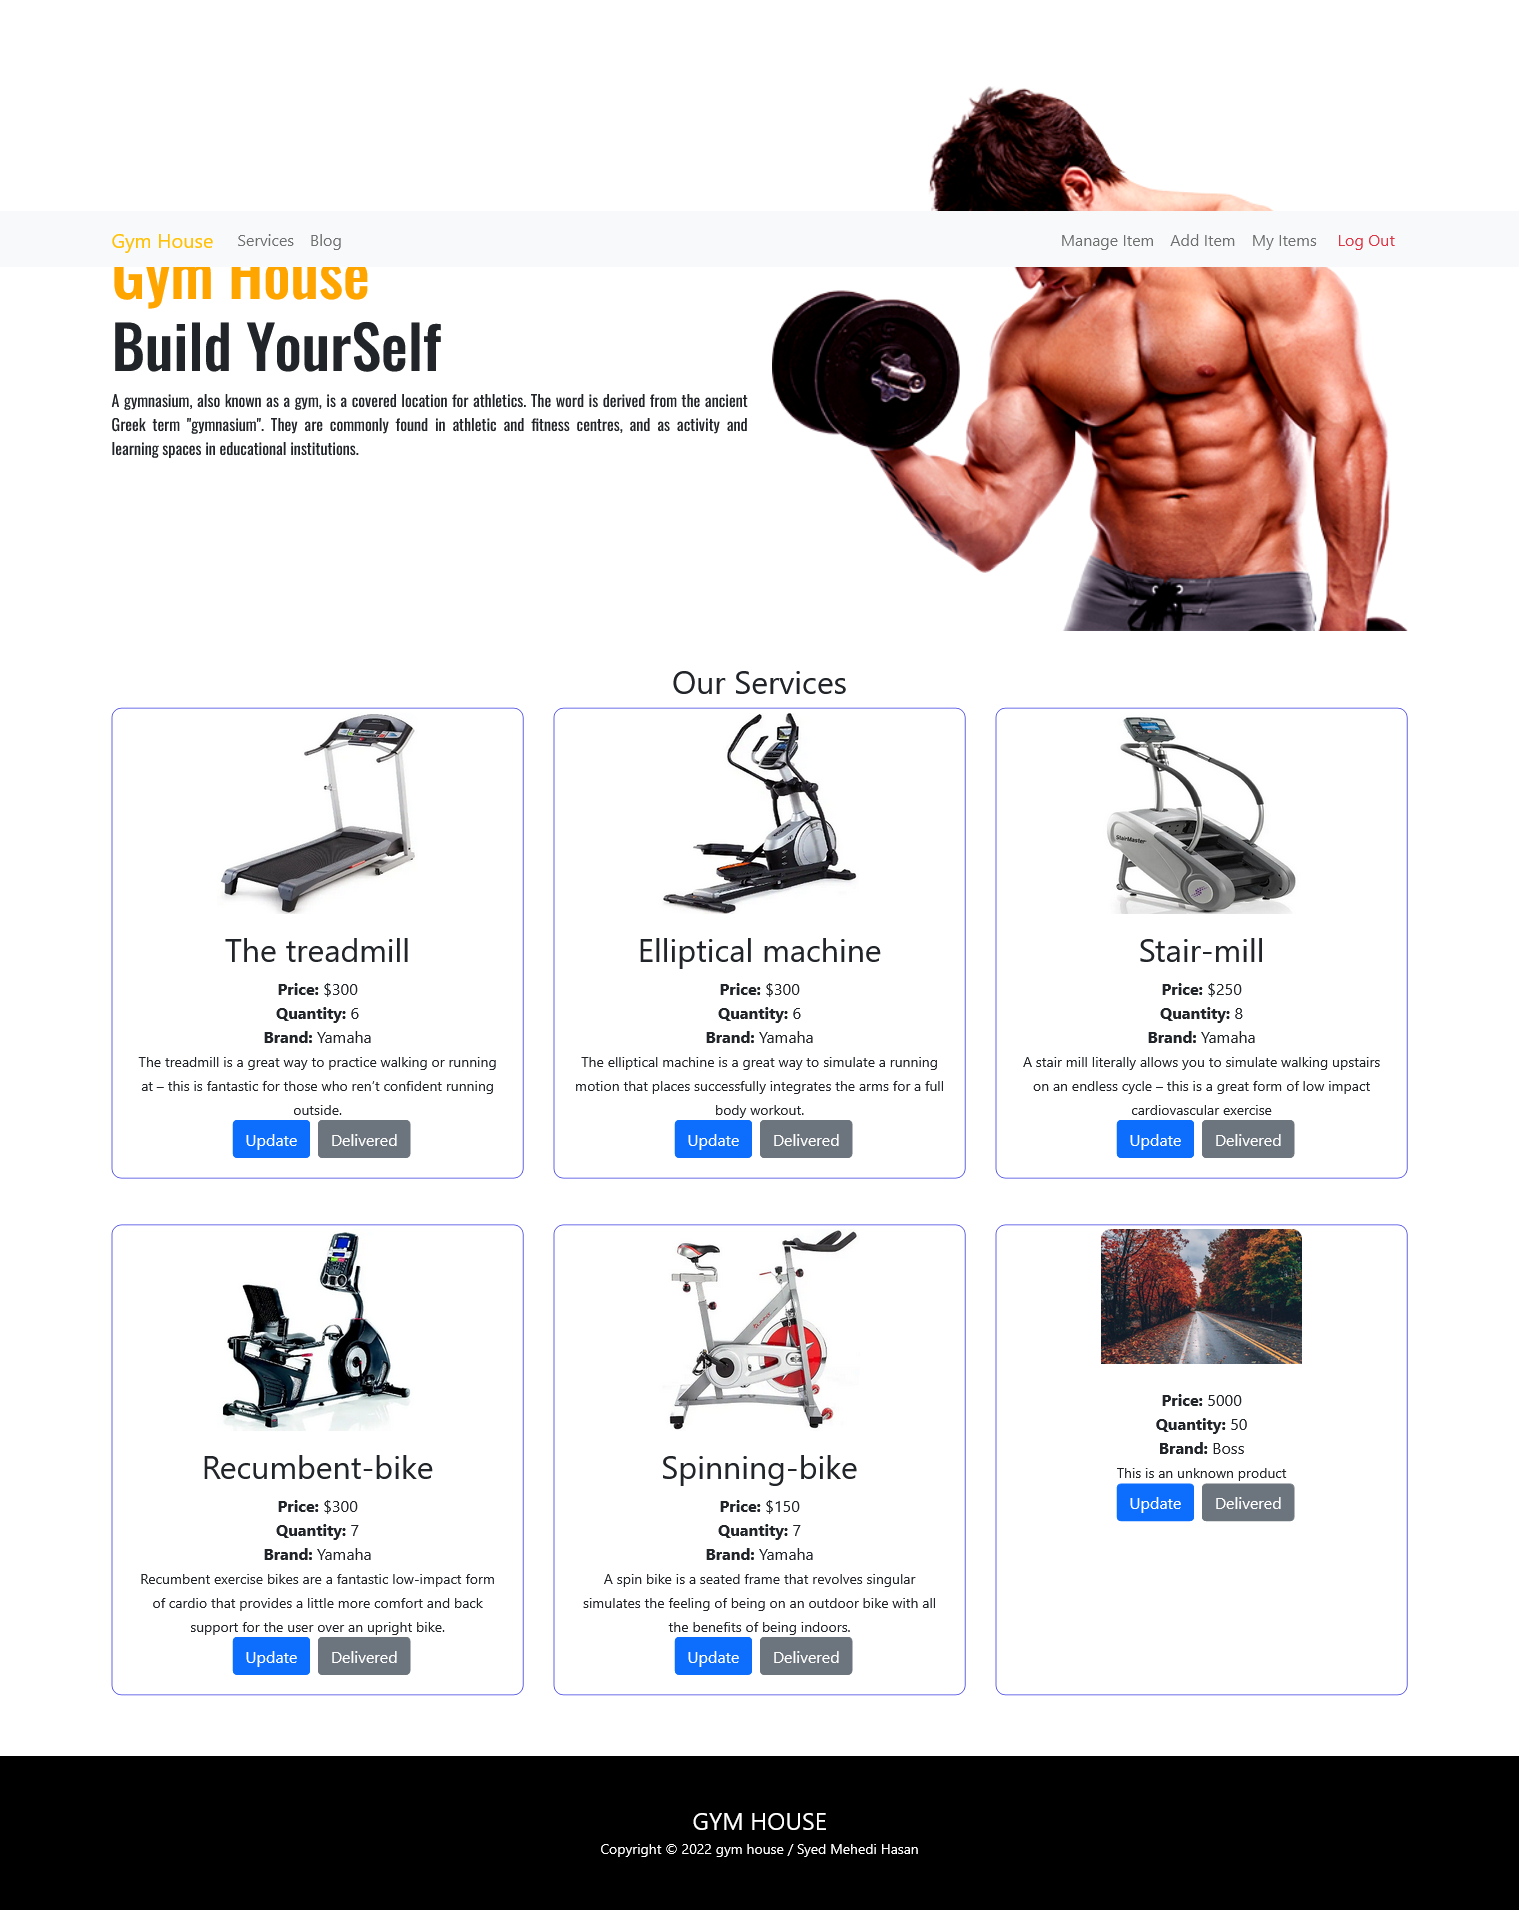 Gym House Services Blog Manage Item Add Item My Items Log Out
Gym House
Build YourSelf
A gymnasium, also known as a gym, is a covered location for athletics. The word is derived from the ancient
Greek term "gymnasium". They are commonly found in athletic and fitness centres, and as activity and
learning spaces in educational institutions.
Our Services
The treadmill
Price: $300
Quantity: 6
Brand: Yamaha
The treadmill is a great way to practice walking or running
at – this is fantastic for those who ren't confident running
outside.
Update Delivered
Elliptical machine
Price: $300
Quantity: 6
Brand: Yamaha
The elliptical machine is a great way to simulate a running
motion that places successfully integrates the arms for a full
body workout.
Update Delivered
StairMaster
Stair-mill
Price: $250
Quantity: 8
Brand: Yamaha
A stair mill literally allows you to simulate walking upstairs
on an endless cycle – this is a great form of low impact
cardiovascular exercise
Update Delivered
Recumbent-bike
Price: $300
Quantity: 7
Brand: Yamaha
Recumbent exercise bikes are a fantastic low-impact form
of cardio that provides a little more comfort and back
support for the user over an upright bike.
Update Delivered
Spinning-bike
Price: $150
Quantity: 7
Brand: Yamaha
A spin bike is a seated frame that revolves singular
simulates the feeling of being on an outdoor bike with all
the benefits of being indoors.
Update Delivered
Price: 5000
Quantity: 50
Brand: Boss
This is an unknown product
Update Delivered
GYM HOUSE
Copyright © 2022 gym house / Syed Mehedi Hasan